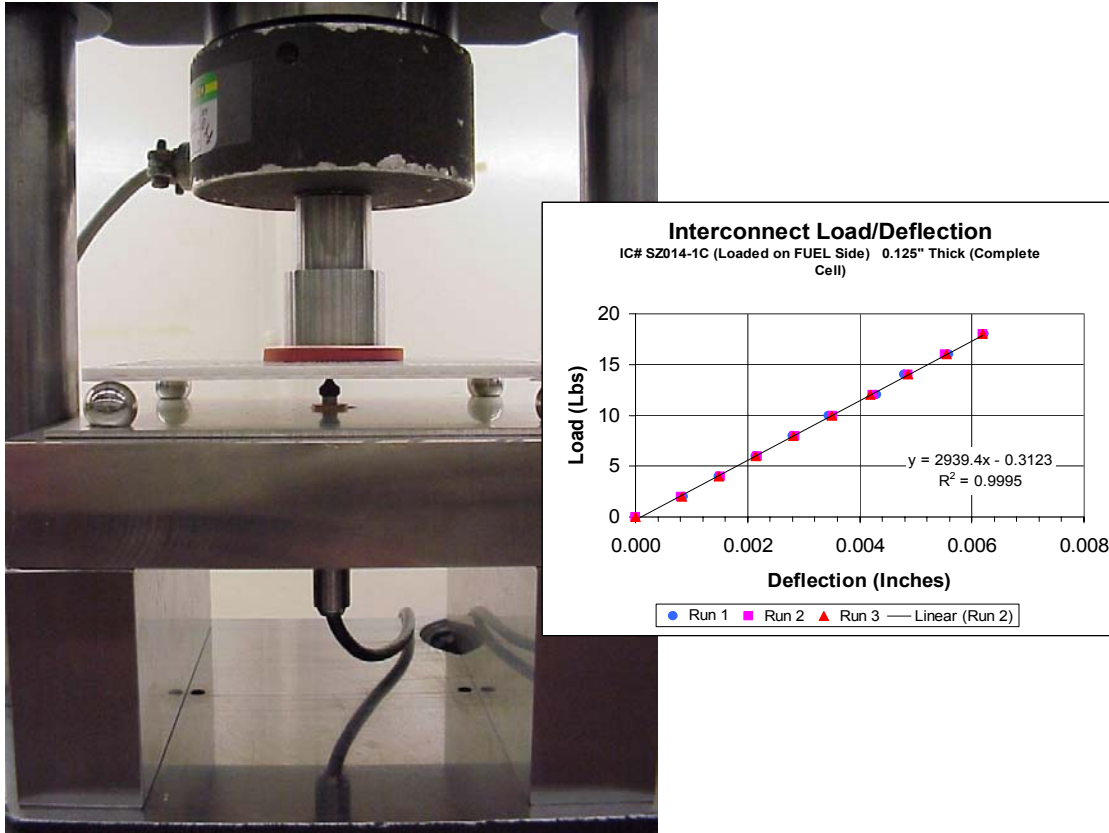 Interconnect Load/Deflection
IC# SZ014-1C (Loaded on FUEL Side) 0.125" Thick (Complete
Cell)
20
15
10
5
0
Load (Lbs)
y = 2939.4x - 0.3123
R² = 0.9995
0.000 0.002 0.004 0.006 0.008
Deflection (Inches)
Run 1 Run 2 Run 3 Linear (Run 2)